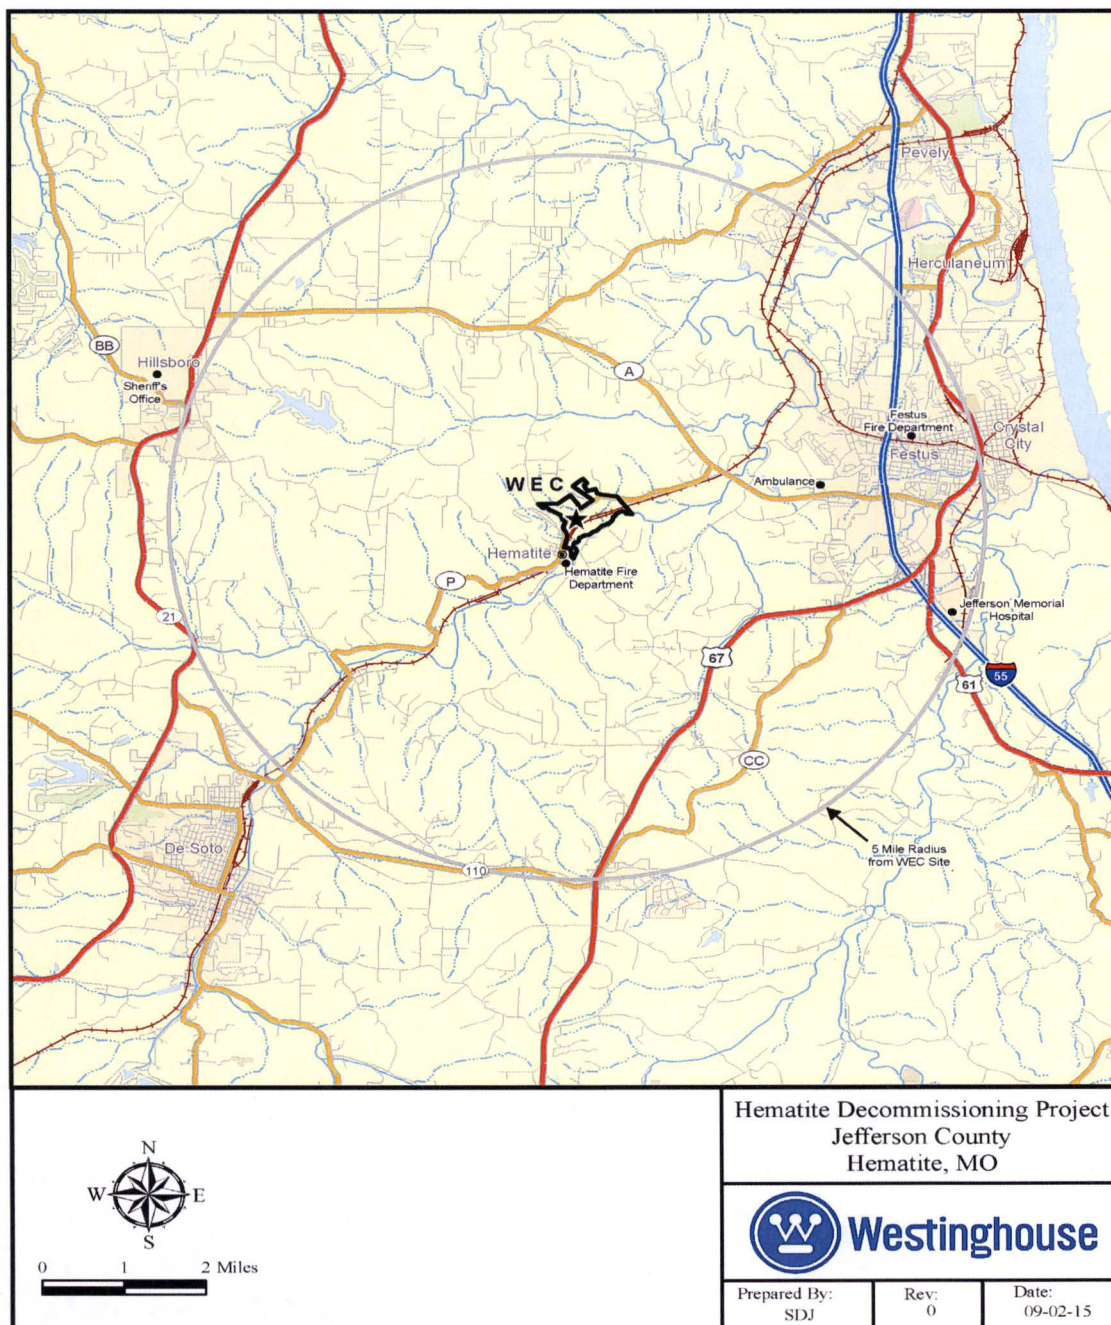 Pevely
Herculaneum
BB
Hillsboro
Sheriff's
Office
A
Festus
Fire Department
Festus
Crystal
City
Ambulance
WEC
Hematite
Hematite Fire
Department
P
21
Jefferson Memorial
Hospital
67
55
61
CC
De Soto
110
5 Mile Radius
from WEC Site
N
W
E
S
0 1 2 Miles
Hematite Decommissioning Project
Jefferson County
Hematite, MO
Westinghouse
Prepared By:
SDJ
Rev:
0
Date:
09-02-15